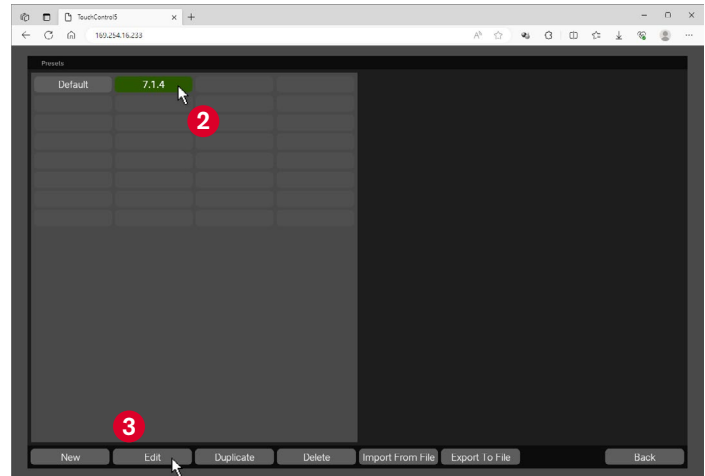 TouchControl5
169.254.16.233
Presets
Default 7.1.4
2
3
New Edit Duplicate Delete Import From File Export To File Back